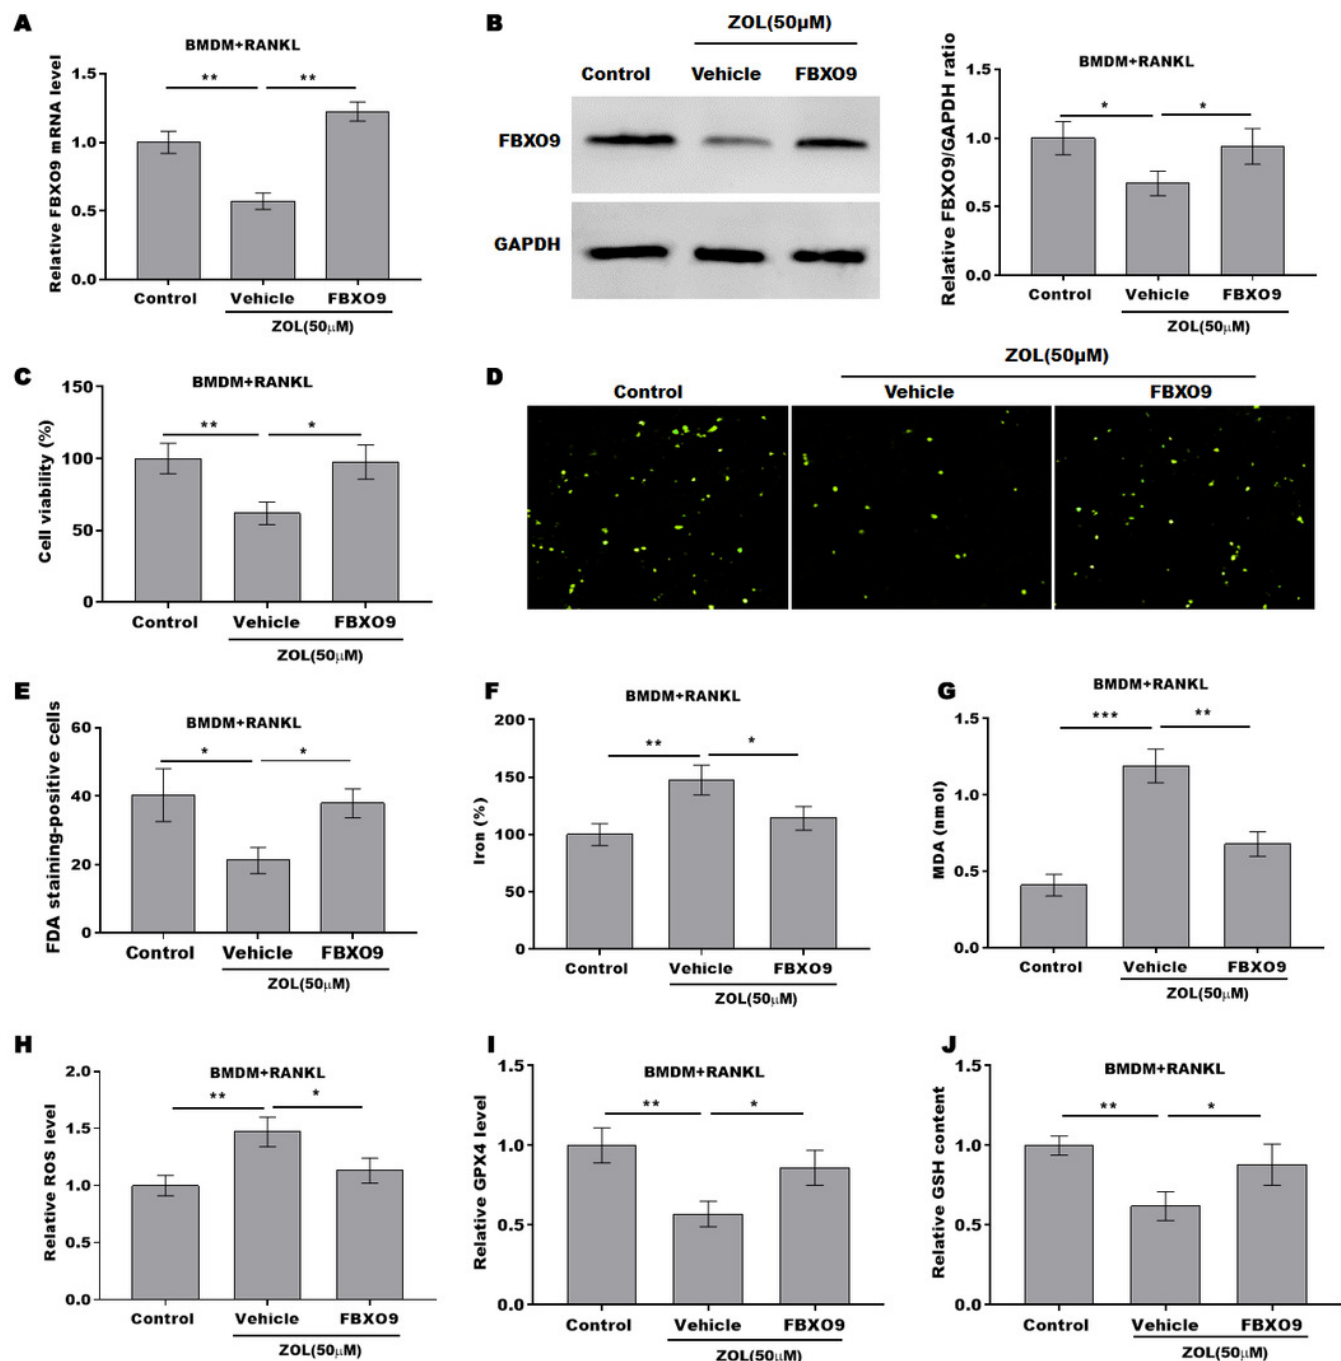 A
BMDM+RANKL
Relative FBXO9 mRNA level
1.5
1.0
0.5
0.0
** **
Control Vehicle FBXO9
ZOL(50μM)
B
ZOL(50μM)
Control Vehicle FBXO9
FBXO9
GAPDH
BMDM+RANKL
Relative FBXO9/GAPDH ratio
1.5
1.0
0.5
0.0
* *
Control Vehicle FBXO9
ZOL(50μM)
C
BMDM+RANKL
Cell viability (%)
150
100
50
0
** *
Control Vehicle FBXO9
ZOL(50μM)
D
ZOL(50μM)
Control Vehicle FBXO9
E
BMDM+RANKL
FDA staining-positive cells
60
40
20
0
* *
Control Vehicle FBXO9
ZOL(50μM)
F
BMDM+RANKL
Iron (%)
200
150
100
50
0
** *
Control Vehicle FBXO9
ZOL(50μM)
G
BMDM+RANKL
MDA (nmol)
1.5
1.0
0.5
0.0
*** **
Control Vehicle FBXO9
ZOL(50μM)
H
BMDM+RANKL
Relative ROS level
2.0
1.5
1.0
0.5
0.0
** *
Control Vehicle FBXO9
ZOL(50μM)
I
BMDM+RANKL
Relative GPX4 level
1.5
1.0
0.5
0.0
** *
Control Vehicle FBXO9
ZOL(50μM)
J
BMDM+RANKL
Relative GSH content
1.5
1.0
0.5
0.0
** *
Control Vehicle FBXO9
ZOL(50μM)